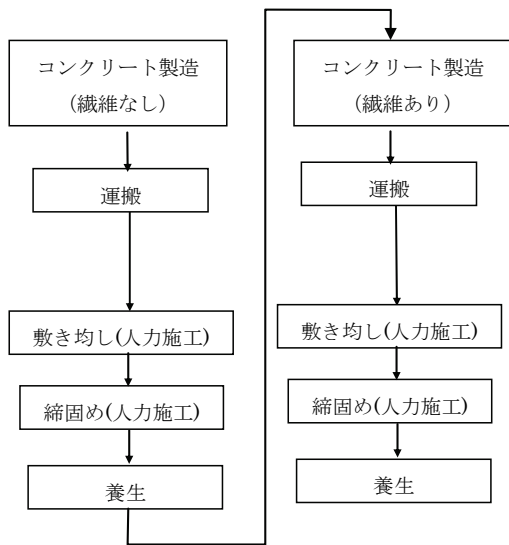 コンクリート製造
（繊維なし）
運搬
敷き均し(人力施工)
締固め(人力施工)
養生
コンクリート製造
（繊維あり）
運搬
敷き均し(人力施工)
締固め(人力施工)
養生